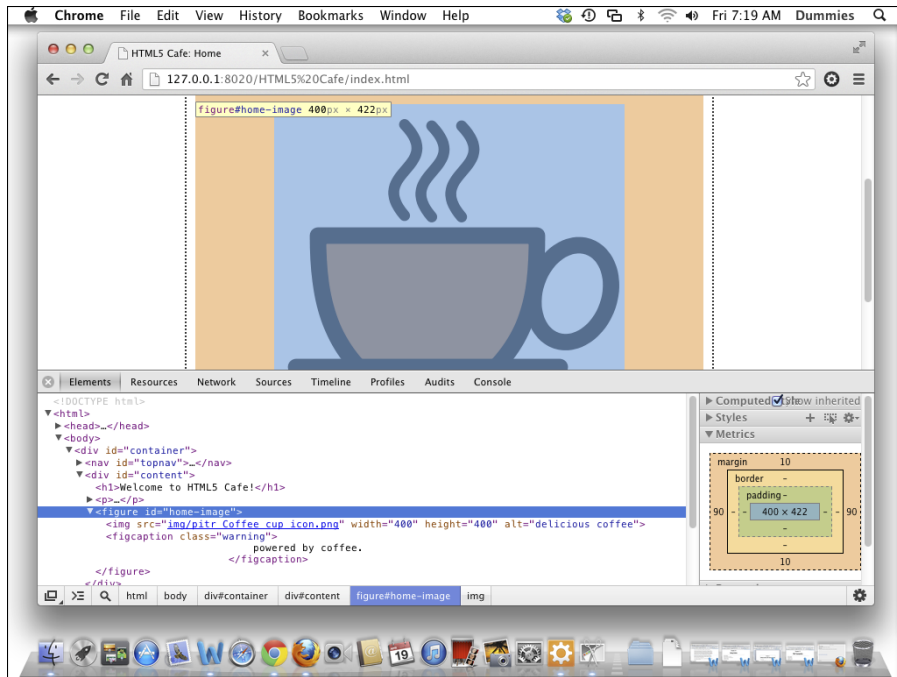 Chrome File Edit View History Bookmarks Window Help Fri 7:19 AM Dummies
HTML5 Cafe: Home
127.0.0.1:8020/HTML5%20Cafe/index.html
figure#home-image 400px × 422px
Elements Resources Network Sources Timeline Profiles Audits Console
<!DOCTYPE html>
▼<html>
▶<head>…</head>
▼<body>
▼<div id="container">
▶<nav id="topnav">…</nav>
▼<div id="content">
<h1>Welcome to HTML5 Cafe!</h1>
▶<p>…</p>
▼<figure id="home-image">
<img src="img/pitr Coffee cup icon.png" width="400" height="400" alt="delicious coffee">
<figcaption class="warning">
powered by coffee.
</figcaption>
</figure>
</div>
html body div#container div#content figure#home-image img
▶ Computed Style Show inherited
▶ Styles
▼ Metrics
margin 10
border -
padding -
90 - - 400 × 422 - - 90
-
-
10
19